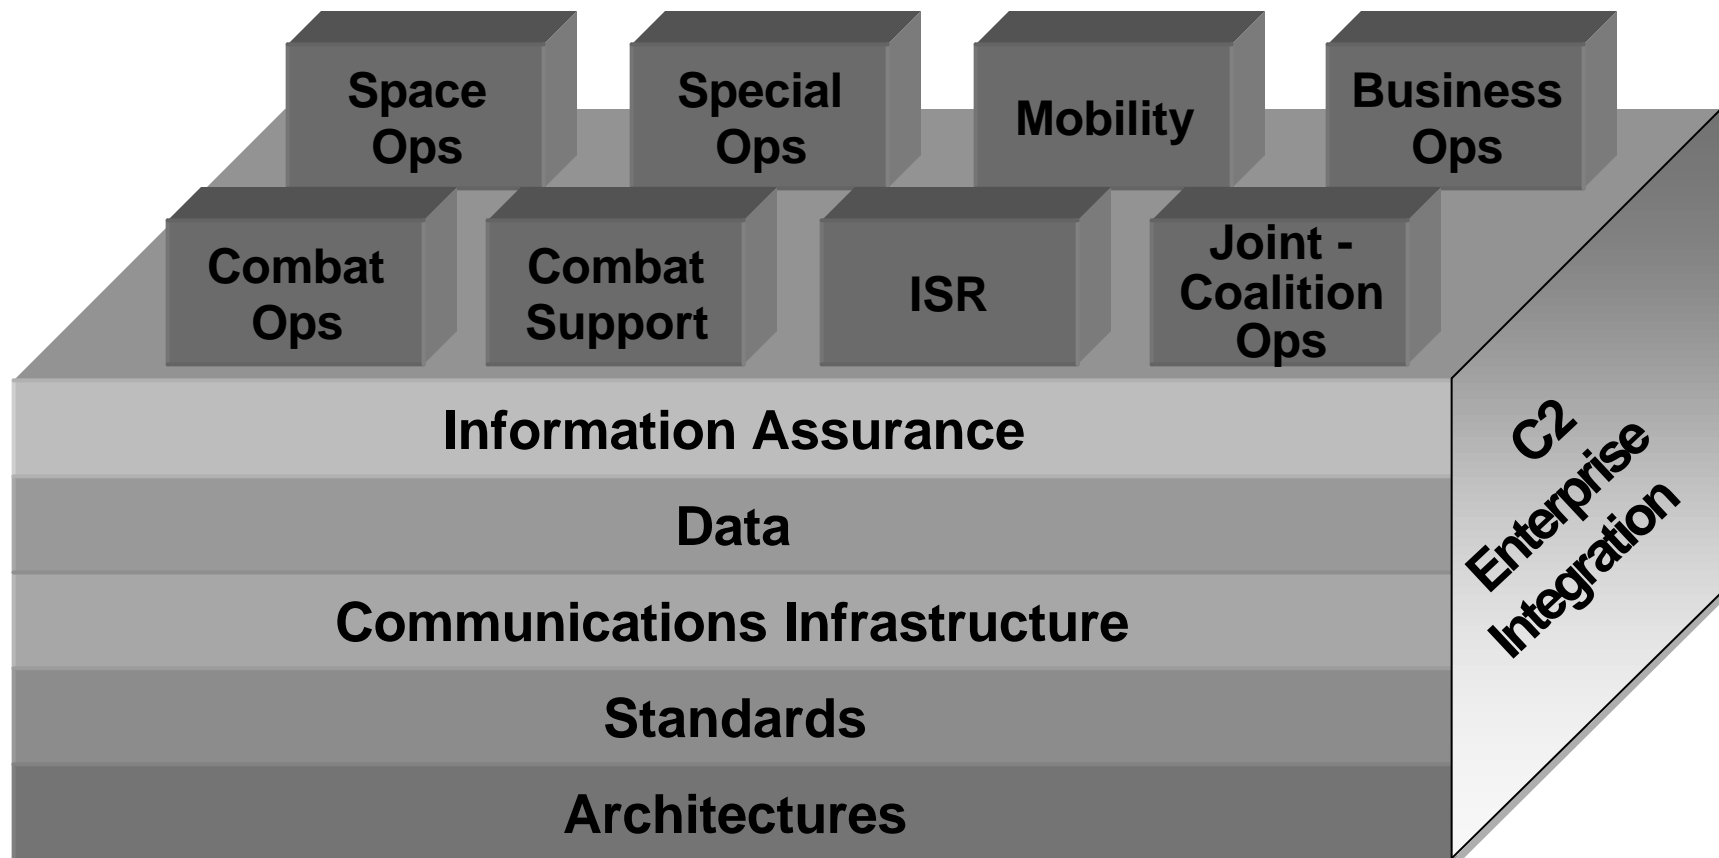 Space
Ops
Special
Ops
Mobility
Business
Ops
Combat
Ops
Combat
Support
ISR
Joint -
Coalition
Ops
Information Assurance
Data
Communications Infrastructure
Standards
Architectures
C2
Enterprise
Integration